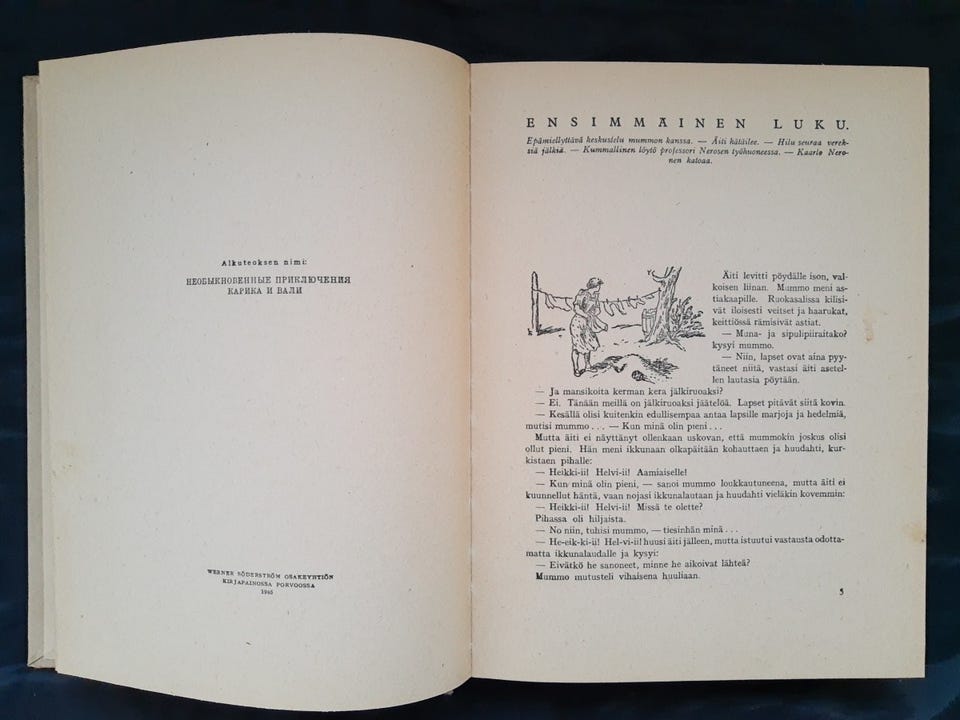 Alkuteoksen nimi:
НЕОБЫКНОВЕННЫЕ ПРИКЛЮЧЕНИЯ
КАРИКА И ВАЛИ
WERNER SÖDERSTRÖM OSAKEYHTIÖN
KIRJAPAINOSSA PORVOOSSA
1945
ENSIMMÄINEN LUKU.
Epämiellyttävä keskustelu mummon kanssa. — Äiti hätäilee. — Hilu seuraa verek-
siä jälkiä. — Kummallinen löytö professori Nerosen työhuoneessa. — Kaarlo Nero-
nen katoaa.
Äiti levitti pöydälle ison, val-
koisen liinan. Mummo meni as-
tiakaapille. Ruokasalissa kilisi-
vät iloisesti veitset ja haarukat,
keittiössä rämisivät astiat.
— Muna- ja sipulipiiraitako?
kysyi mummo.
— Niin, lapset ovat aina pyy-
täneet niitä, vastasi äiti asetel-
len lautasia pöytään.
— Ja mansikoita kerman kera jälkiruoaksi?
— Ei. Tänään meillä on jälkiruoaksi jäätelöä. Lapset pitävät siitä kovin.
— Kesällä olisi kuitenkin edullisempaa antaa lapsille marjoja ja hedelmiä,
mutisi mummo . . . — Kun minä olin pieni . . .
Mutta äiti ei näyttänyt ollenkaan uskovan, että mummokin joskus olisi
ollut pieni. Hän meni ikkunaan olkapäitään kohauttaen ja huudahti, kur-
kistaen pihalle:
— Heikki-ii! Helvi-ii! Aamiaiselle!
— Kun minä olin pieni, — sanoi mummo loukkautuneena, mutta äiti ei
kuunnellut häntä, vaan nojasi ikkunalautaan ja huudahti vieläkin kovemmin:
— Heikki-ii! Helvi-ii! Missä te olette?
Pihassa oli hiljaista.
— No niin, tuhisi mummo, — tiesinhän minä . . .
— He-eik-ki-ii! Hel-vi-ii! huusi äiti jälleen, mutta istuutui vastausta odotta-
matta ikkunalaudalle ja kysyi:
— Eivätkö he sanoneet, minne he aikoivat lähteä?
Mummo mutusteli vihaisena huuliaan.
5